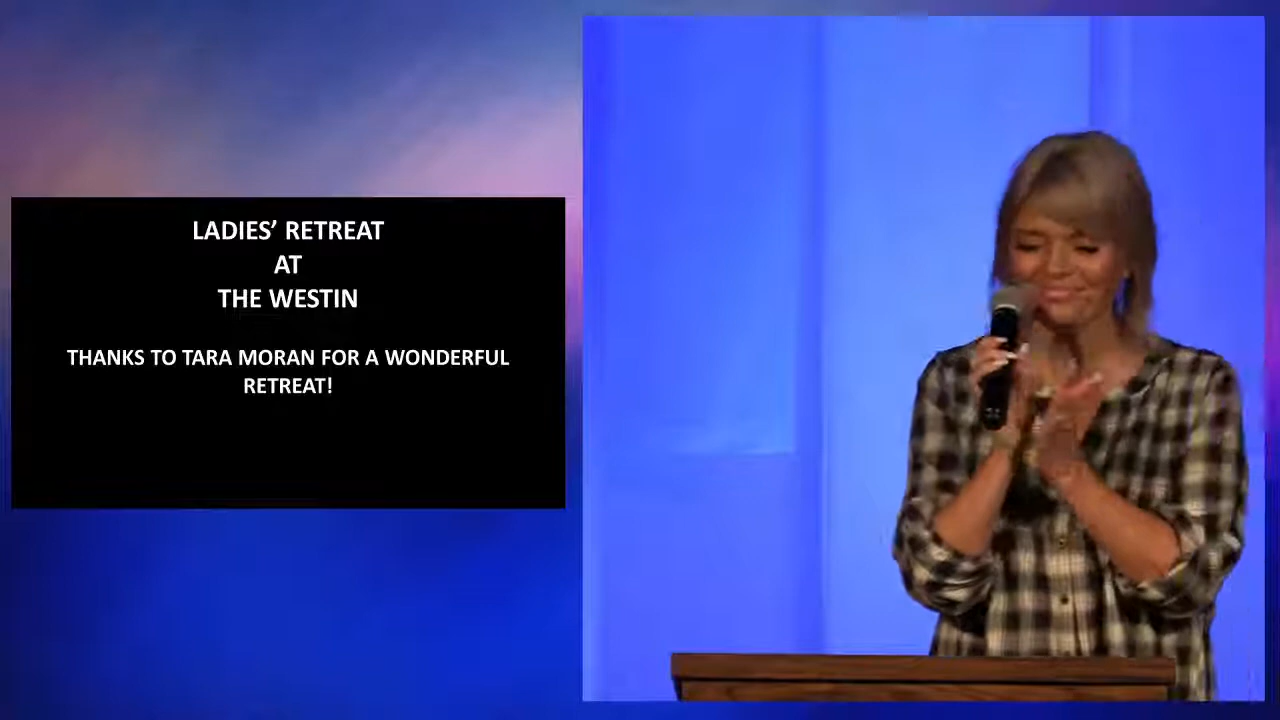 LADIES’ RETREAT
AT
THE WESTIN
THANKS TO TARA MORAN FOR A WONDERFUL
RETREAT!